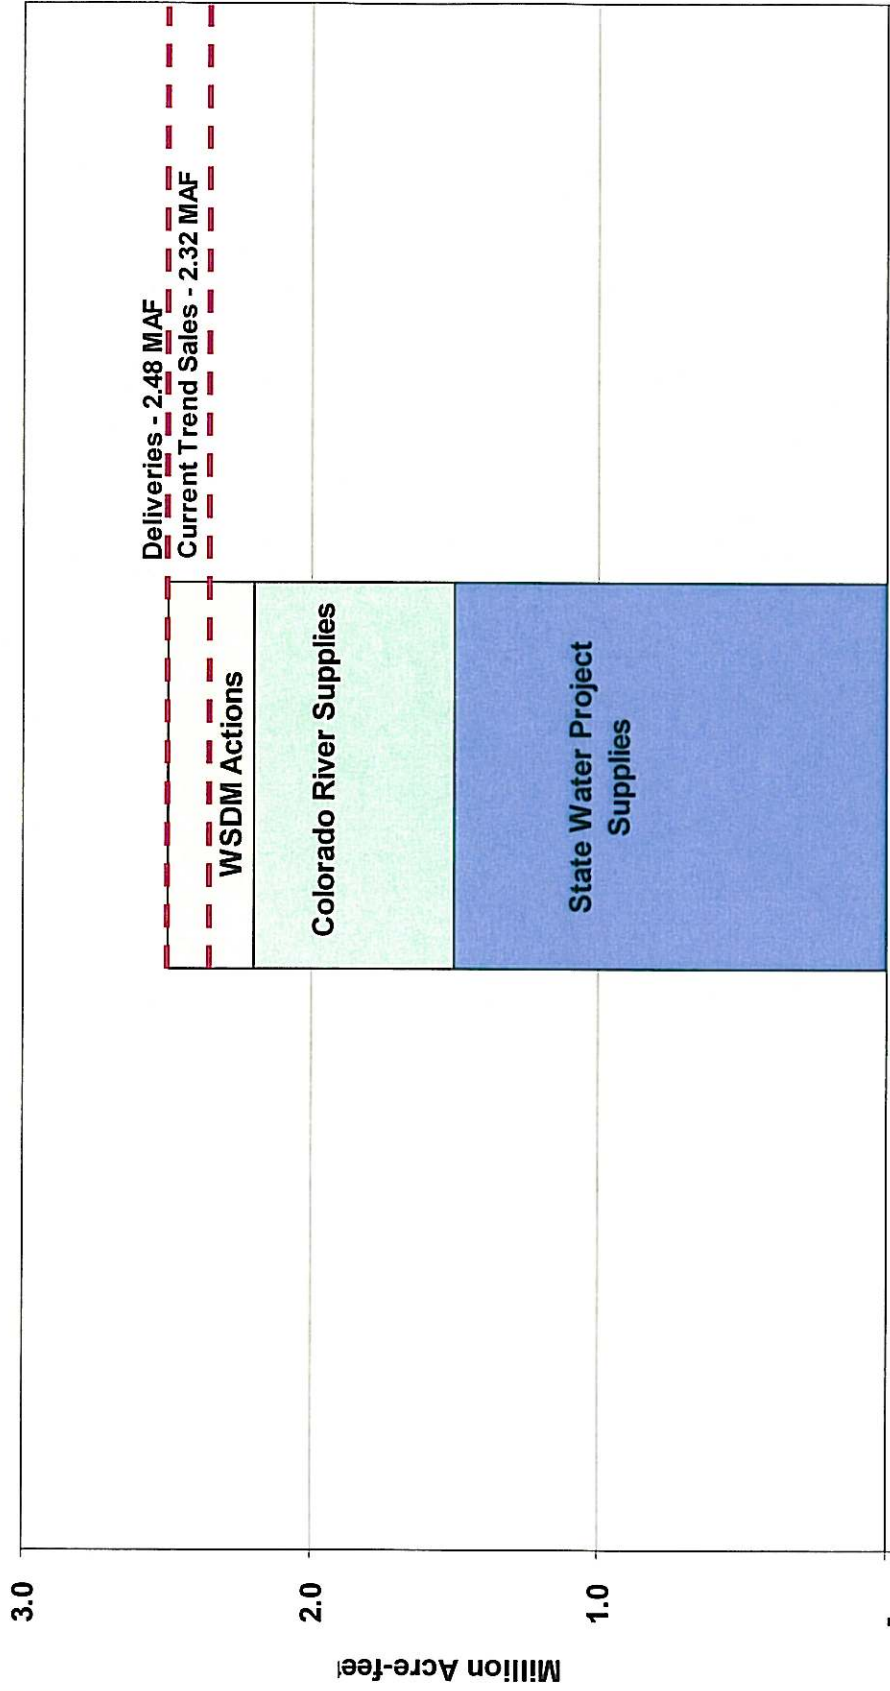 3.0
2.0
1.0
-
Million Acre-feet
Deliveries - 2.48 MAF
Current Trend Sales - 2.32 MAF
WSDM Actions
Colorado River Supplies
State Water Project
Supplies